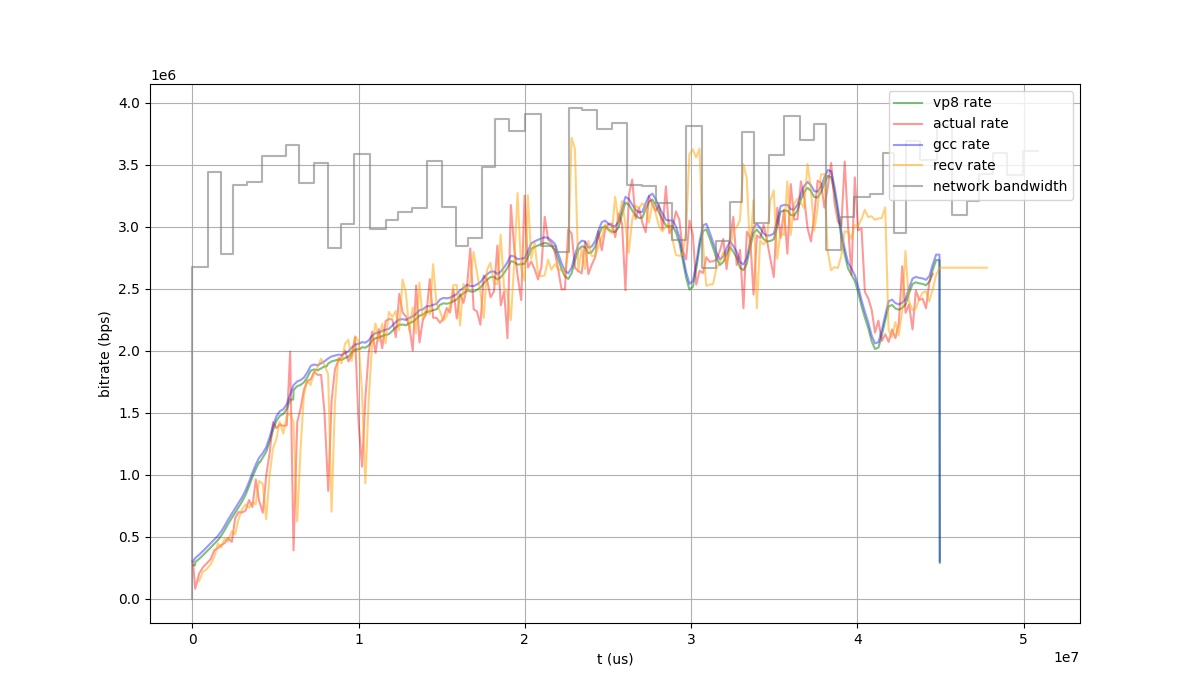 1e6
4.0
3.5
3.0
2.5
2.0
1.5
1.0
0.5
0.0
bitrate (bps)
vp8 rate
actual rate
gcc rate
recv rate
network bandwidth
0 1 2 3 4 5
t (us)
1e7